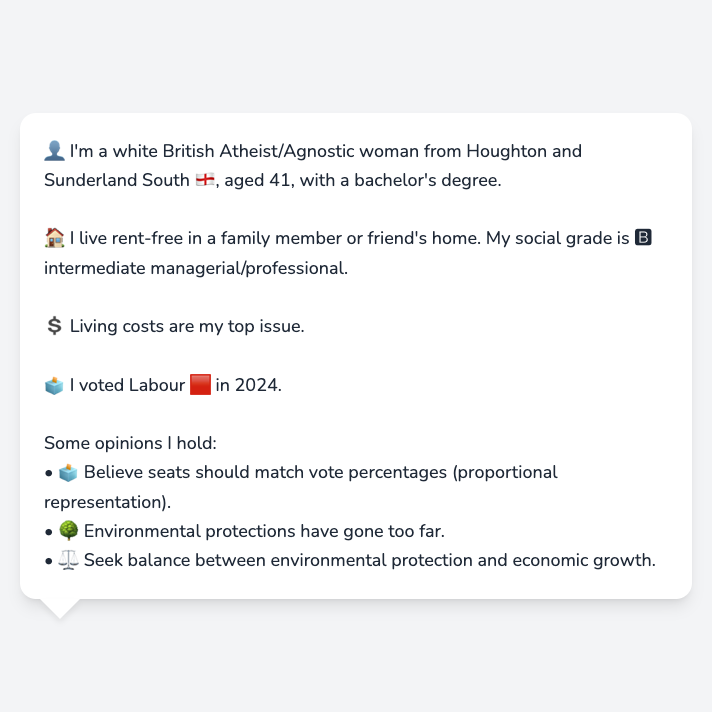 👤 I'm a white British Atheist/Agnostic woman from Houghton and
Sunderland South 🏴󠁧󠁢󠁥󠁮󠁧󠁿, aged 41, with a bachelor's degree.
🏠 I live rent-free in a family member or friend's home. My social grade is 🅱
intermediate managerial/professional.
💲 Living costs are my top issue.
🗳 I voted Labour 🟥 in 2024.
Some opinions I hold:
• 🗳 Believe seats should match vote percentages (proportional
representation).
• 🌳 Environmental protections have gone too far.
• ⚖ Seek balance between environmental protection and economic growth.